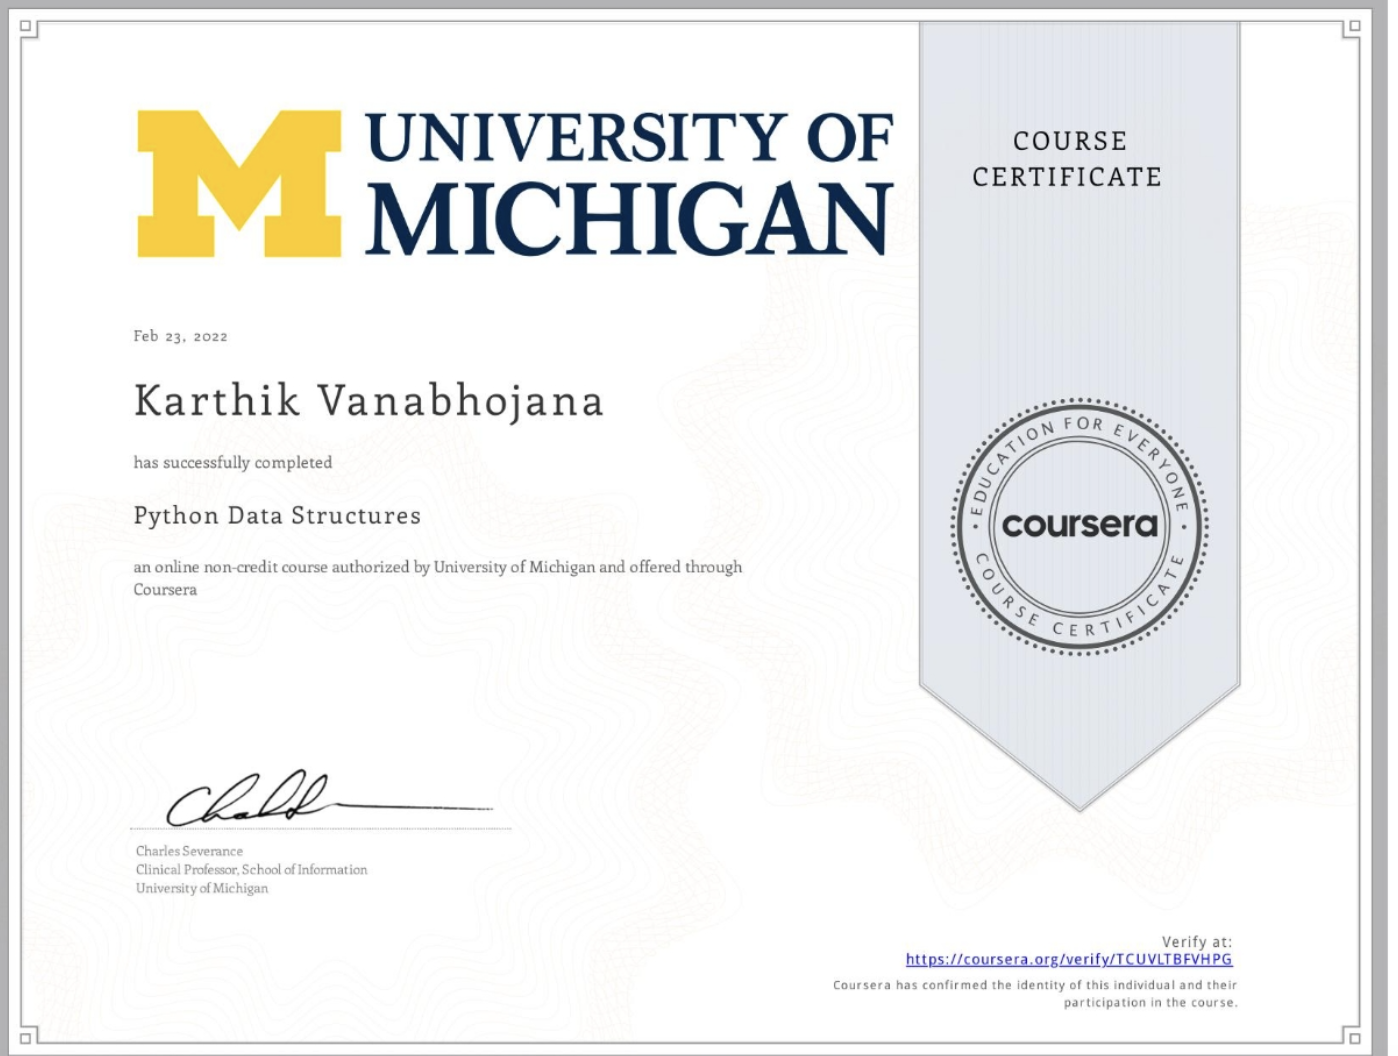 UNIVERSITY OF
MICHIGAN
COURSE
CERTIFICATE
Feb 23, 2022
Karthik Vanabhojana
has successfully completed
Python Data Structures
an online non-credit course authorized by University of Michigan and offered through
Coursera
EDUCATION FOR EVERYONE
coursera
COURSE CERTIFICATE
Charles Severance
Clinical Professor, School of Information
University of Michigan
Verify at:
https://coursera.org/verify/TCUVLTBFVHPG
Coursera has confirmed the identity of this individual and their
participation in the course.